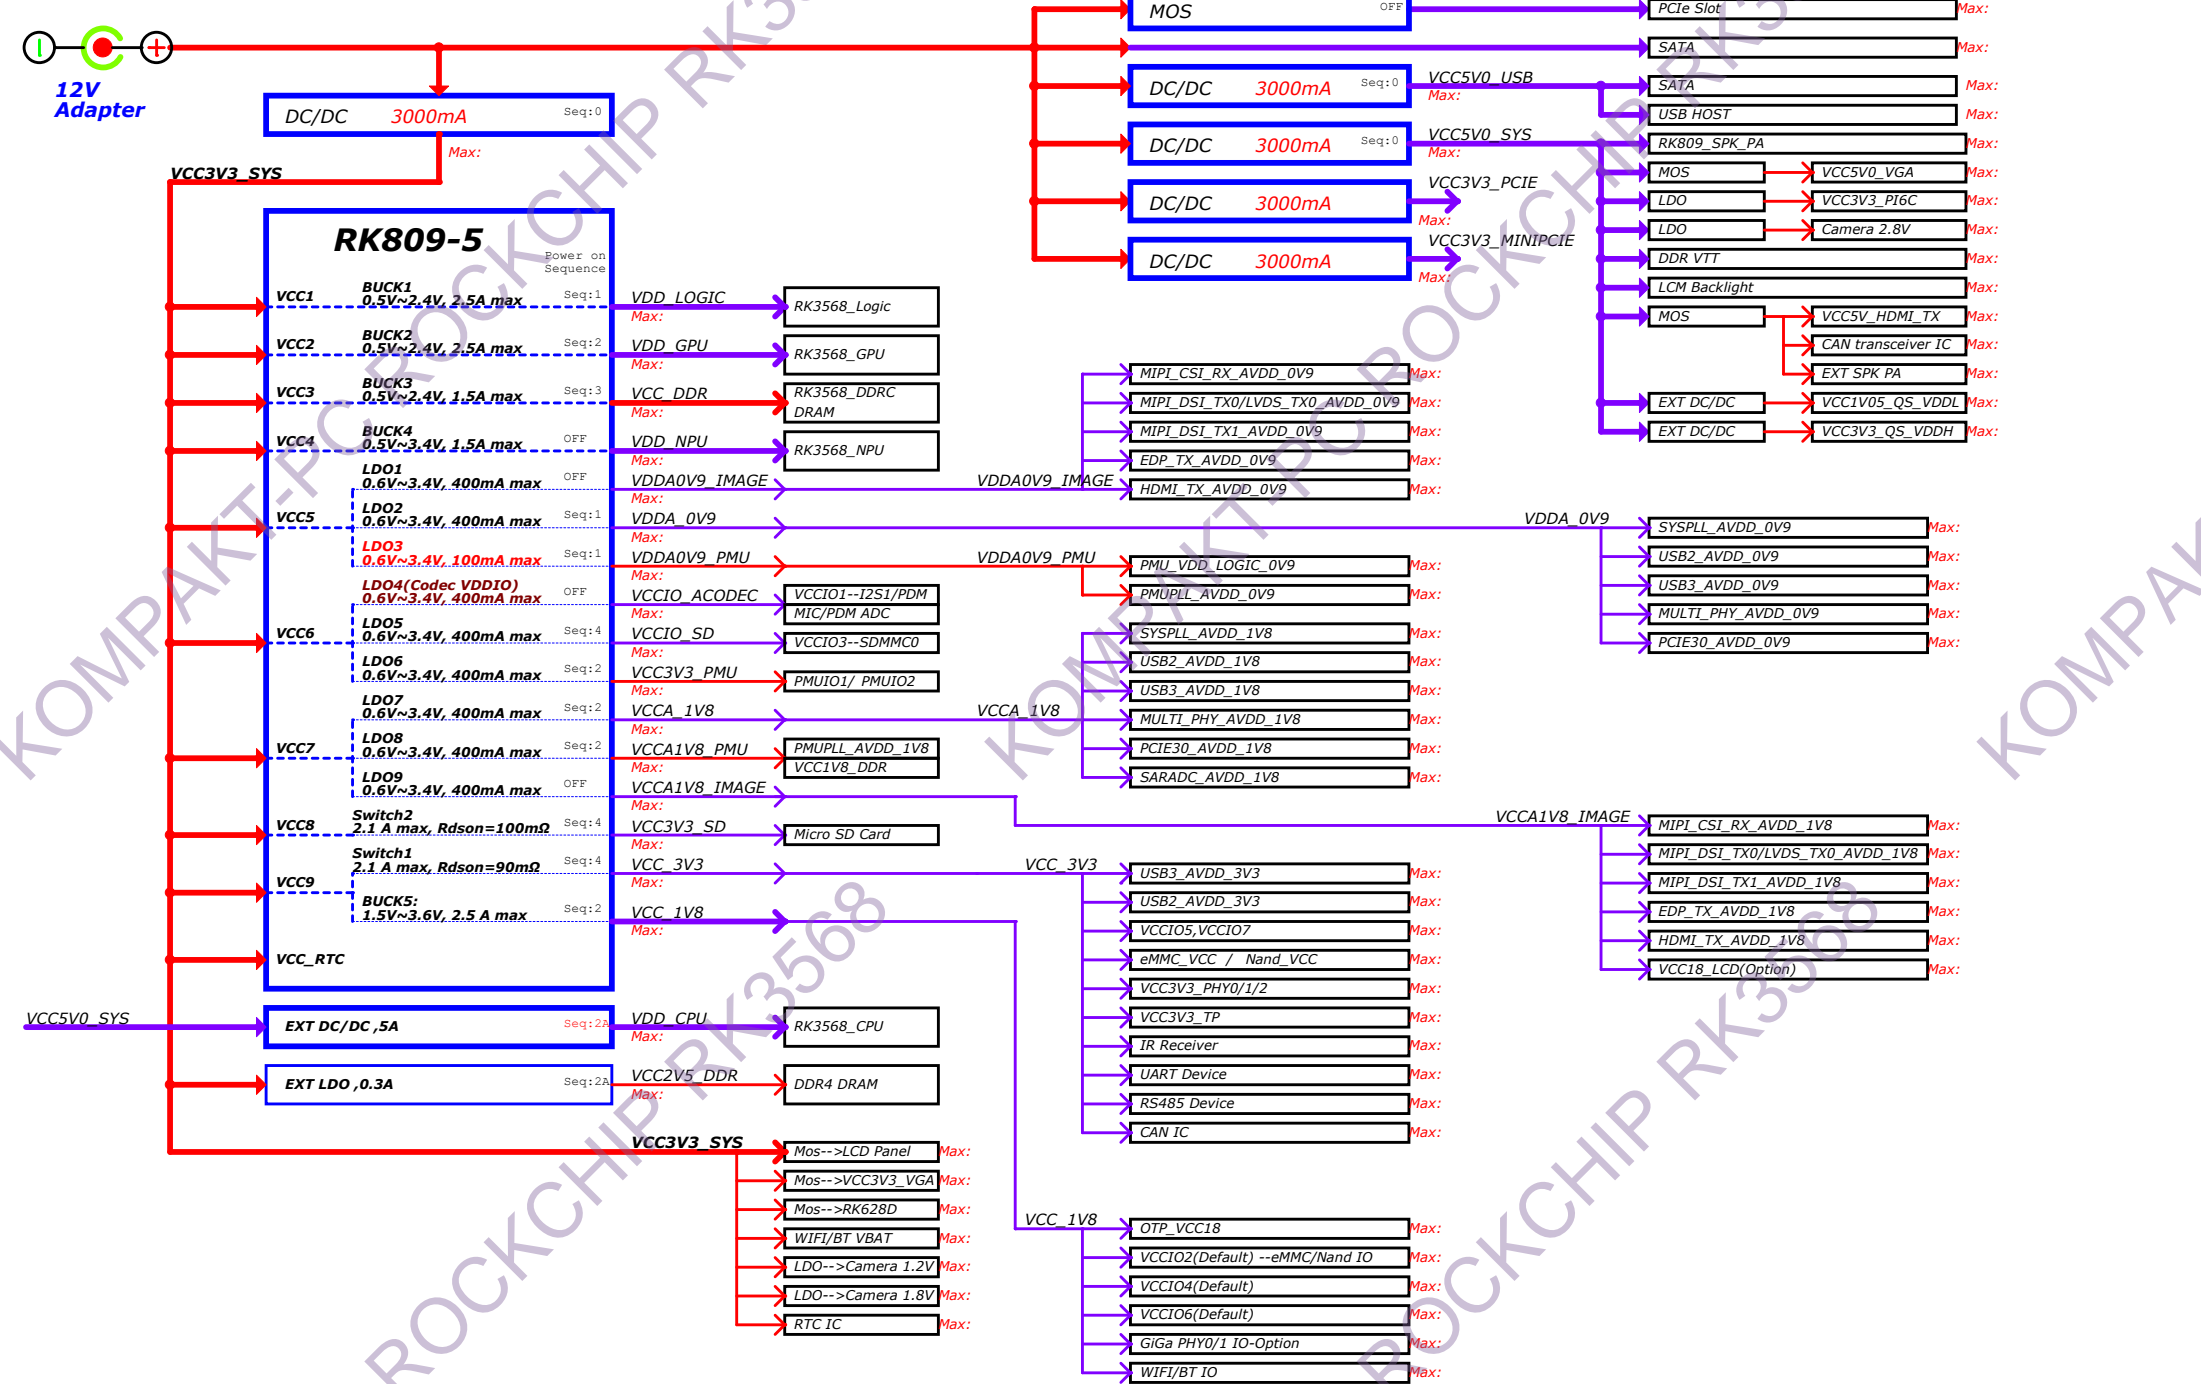 12V
Adapter
DC/DC 3000mA Seq:0
Max:
VCC3V3_SYS
RK809-5
Power on
Sequence
VCC1
BUCK1
0.5V~2.4V, 2.5A max
Seq:1
VDD_LOGIC
Max:
RK3568_Logic
VCC2
BUCK2
0.5V~2.4V, 2.5A max
Seq:2
VDD_GPU
Max:
RK3568_GPU
VCC3
BUCK3
0.5V~2.4V, 1.5A max
Seq:3
VCC_DDR
Max:
RK3568_DDRC
DRAM
VCC4
BUCK4
0.5V~3.4V, 1.5A max
OFF
VDD_NPU
Max:
RK3568_NPU
LDO1
0.6V~3.4V, 400mA max
OFF
VDDA0V9_IMAGE
Max:
VCC5
LDO2
0.6V~3.4V, 400mA max
Seq:1
VDDA_0V9
Max:
LDO3
0.6V~3.4V, 100mA max
Seq:1
VDDA0V9_PMU
Max:
LDO4(Codec VDDIO)
0.6V~3.4V, 400mA max
OFF
VCCIO_ACODEC
Max:
VCCIO1--I2S1/PDM
MIC/PDM ADC
VCC6
LDO5
0.6V~3.4V, 400mA max
Seq:4
VCCIO_SD
Max:
VCCIO3--SDMMC0
LDO6
0.6V~3.4V, 400mA max
Seq:2
VCC3V3_PMU
Max:
PMUIO1/ PMUIO2
LDO7
0.6V~3.4V, 400mA max
Seq:2
VCCA_1V8
Max:
VCC7
LDO8
0.6V~3.4V, 400mA max
Seq:2
VCCA1V8_PMU
Max:
PMUPLL_AVDD_1V8
VCC1V8_DDR
LDO9
0.6V~3.4V, 400mA max
OFF
VCCA1V8_IMAGE
Max:
VCC8
Switch2
2.1 A max, Rdson=100mΩ
Seq:4
VCC3V3_SD
Max:
Micro SD Card
Switch1
2.1 A max, Rdson=90mΩ
Seq:4
VCC_3V3
Max:
VCC9
BUCK5:
1.5V~3.6V, 2.5 A max
Seq:2
VCC_1V8
Max:
VCC_RTC
VCC5V0_SYS
EXT DC/DC ,5A
Seq:2A
VDD_CPU
Max:
RK3568_CPU
EXT LDO ,0.3A
Seq:2A
VCC2V5_DDR
Max:
DDR4 DRAM
VCC3V3_SYS
Mos-->LCD Panel Max:
Mos-->VCC3V3_VGA Max:
Mos-->RK628D Max:
WIFI/BT VBAT Max:
LDO-->Camera 1.2V Max:
LDO-->Camera 1.8V Max:
RTC IC Max:
MOS OFF
PCIe Slot Max:
SATA Max:
DC/DC 3000mA Seq:0
VCC5V0_USB
Max:
SATA Max:
USB HOST Max:
DC/DC 3000mA Seq:0
VCC5V0_SYS
Max:
RK809_SPK_PA Max:
MOS VCC5V0_VGA Max:
DC/DC 3000mA
VCC3V3_PCIE
Max:
LDO VCC3V3_PI6C Max:
LDO Camera 2.8V Max:
DC/DC 3000mA
VCC3V3_MINIPCIE
Max:
DDR VTT Max:
LCM Backlight Max:
MOS VCC5V_HDMI_TX Max:
CAN transceiver IC Max:
EXT SPK PA Max:
EXT DC/DC VCC1V05_QS_VDDL Max:
EXT DC/DC VCC3V3_QS_VDDH Max:
VDDA0V9_IMAGE
MIPI_CSI_RX_AVDD_0V9 Max:
MIPI_DSI_TX0/LVDS_TX0_AVDD_0V9 Max:
MIPI_DSI_TX1_AVDD_0V9 Max:
EDP_TX_AVDD_0V9 Max:
HDMI_TX_AVDD_0V9 Max:
VDDA_0V9
SYSPLL_AVDD_0V9 Max:
USB2_AVDD_0V9 Max:
USB3_AVDD_0V9 Max:
MULTI_PHY_AVDD_0V9 Max:
PCIE30_AVDD_0V9 Max:
VDDA0V9_PMU
PMU_VDD_LOGIC_0V9 Max:
PMUPLL_AVDD_0V9 Max:
VCCA_1V8
SYSPLL_AVDD_1V8 Max:
USB2_AVDD_1V8 Max:
USB3_AVDD_1V8 Max:
MULTI_PHY_AVDD_1V8 Max:
PCIE30_AVDD_1V8 Max:
SARADC_AVDD_1V8 Max:
VCCA1V8_IMAGE
MIPI_CSI_RX_AVDD_1V8 Max:
MIPI_DSI_TX0/LVDS_TX0_AVDD_1V8 Max:
MIPI_DSI_TX1_AVDD_1V8 Max:
EDP_TX_AVDD_1V8 Max:
HDMI_TX_AVDD_1V8 Max:
VCC18_LCD(Option) Max:
VCC_3V3
USB3_AVDD_3V3 Max:
USB2_AVDD_3V3 Max:
VCCIO5,VCCIO7 Max:
eMMC_VCC / Nand_VCC Max:
VCC3V3_PHY0/1/2 Max:
VCC3V3_TP Max:
IR Receiver Max:
UART Device Max:
RS485 Device Max:
CAN IC Max:
VCC_1V8
OTP_VCC18 Max:
VCCIO2(Default) --eMMC/Nand IO Max:
VCCIO4(Default) Max:
VCCIO6(Default) Max:
GiGa PHY0/1 IO-Option Max:
WIFI/BT IO Max:
KOMPAKT-PC ROCKCHIP RK3568
KOMPAKT-PC ROCKCHIP RK3
ROCKCHIP RK3568
ROCKCHIP RK3568
KOMPAK